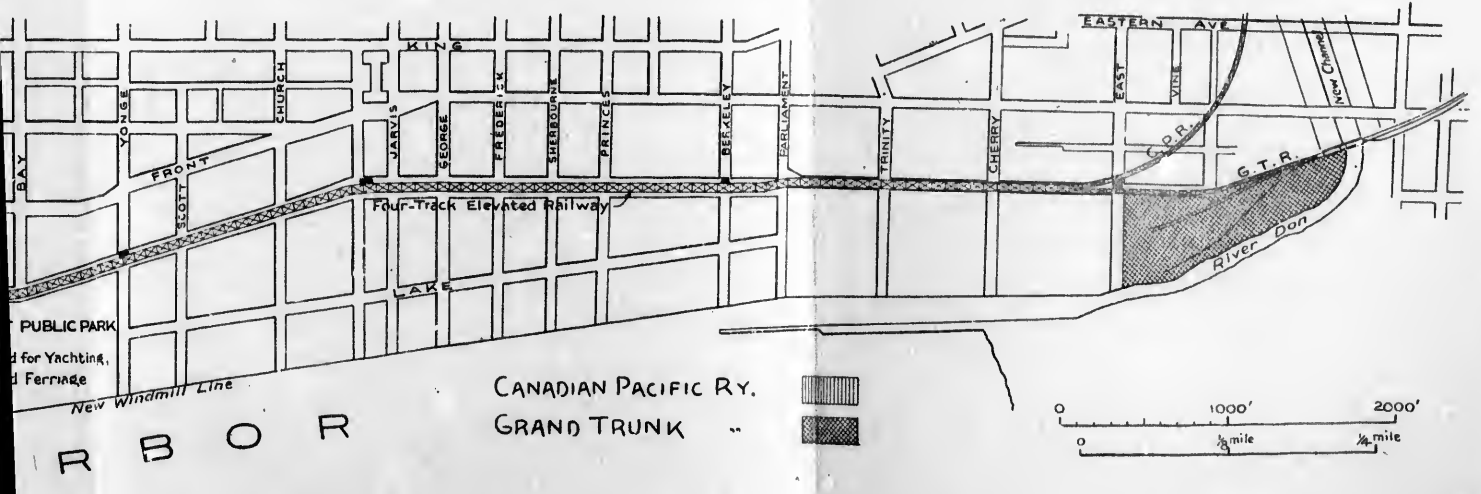 EASTERN AVE
KING
New Channel
BAY
YONGE
CHURCH
JARVIS
GEORGE
FREDERICK
SHERBOURNE
PRINCES
BERKELEY
PARLIAMENT
TRINITY
CHERRY
EAST
VINE
C.P.R.
G.T.R.
FRONT
SCOTT
Four-Track Elevated Railway
River Don
LAKE
PUBLIC PARK
for Yachting,
Ferriage
New Windmill Line
RBOR
CANADIAN PACIFIC RY.
GRAND TRUNK "
0 1000' 2000'
0 ⅛ mile ¼ mile